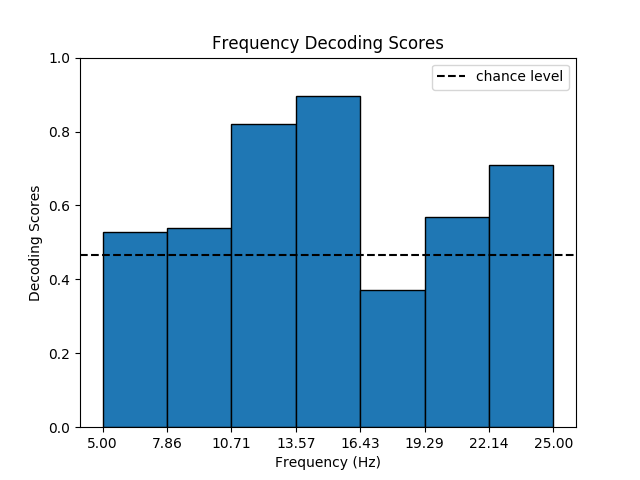 Frequency Decoding Scores
chance level
1.0
0.8
0.6
0.4
0.2
0.0
Decoding Scores
5.00 7.86 10.71 13.57 16.43 19.29 22.14 25.00
Frequency (Hz)